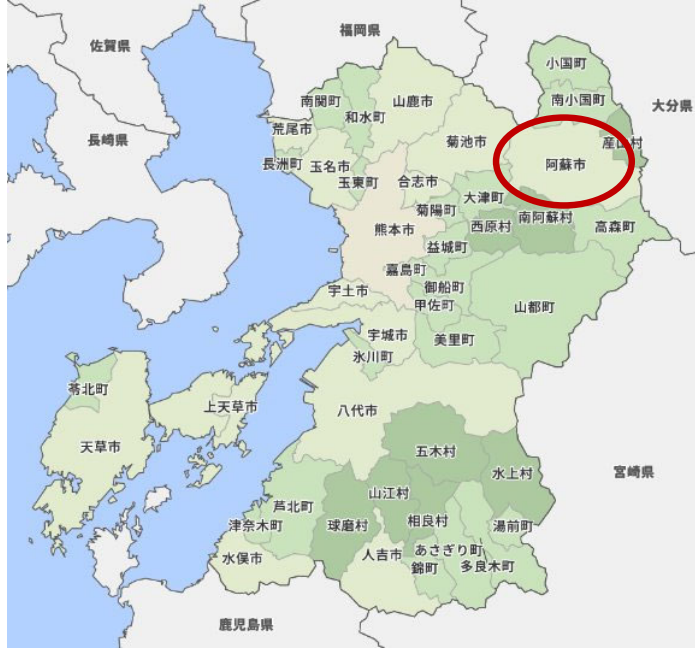 福岡県
佐賀県
小国町
南小国町
大分県
南関町
山鹿市
和水町
荒尾市
菊池市
産山村
長崎県
長洲町
玉名市
阿蘇市
玉東町
合志市
大津町
菊陽町
南阿蘇村
熊本市
西原村
高森町
益城町
嘉島町
御船町
宇土市
甲佐町
山都町
宇城市
美里町
氷川町
苓北町
上天草市
八代市
天草市
五木村
水上村
宮崎県
山江村
芦北町
相良村
津奈木町
球磨村
湯前町
あさぎり町
水俣市
人吉市
錦町
多良木町
鹿児島県